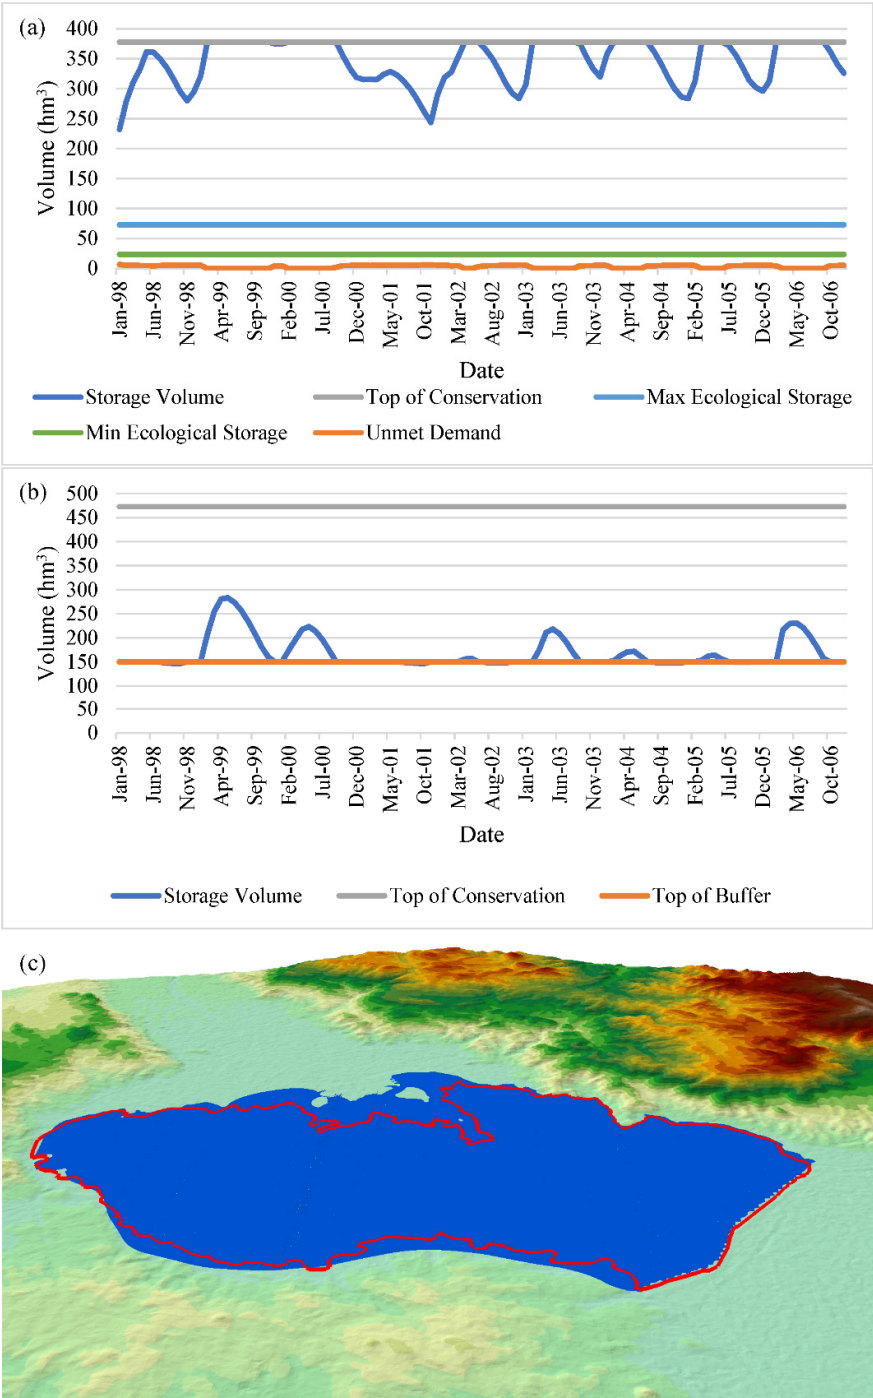 (a)
400
350
300
250
200
150
100
50
0
Volume (hm³)
Jan-98
Jun-98
Nov-98
Apr-99
Sep-99
Feb-00
Jul-00
Dec-00
May-01
Oct-01
Mar-02
Aug-02
Jan-03
Jun-03
Nov-03
Apr-04
Sep-04
Feb-05
Jul-05
Dec-05
May-06
Oct-06
Date
Storage Volume Top of Conservation Max Ecological Storage
Min Ecological Storage Unmet Demand
(b)
500
450
400
350
300
250
200
150
100
50
0
Volume (hm³)
Jan-98
Jun-98
Nov-98
Apr-99
Sep-99
Feb-00
Jul-00
Dec-00
May-01
Oct-01
Mar-02
Aug-02
Jan-03
Jun-03
Nov-03
Apr-04
Sep-04
Feb-05
Jul-05
Dec-05
May-06
Oct-06
Date
Storage Volume Top of Conservation Top of Buffer
(c)